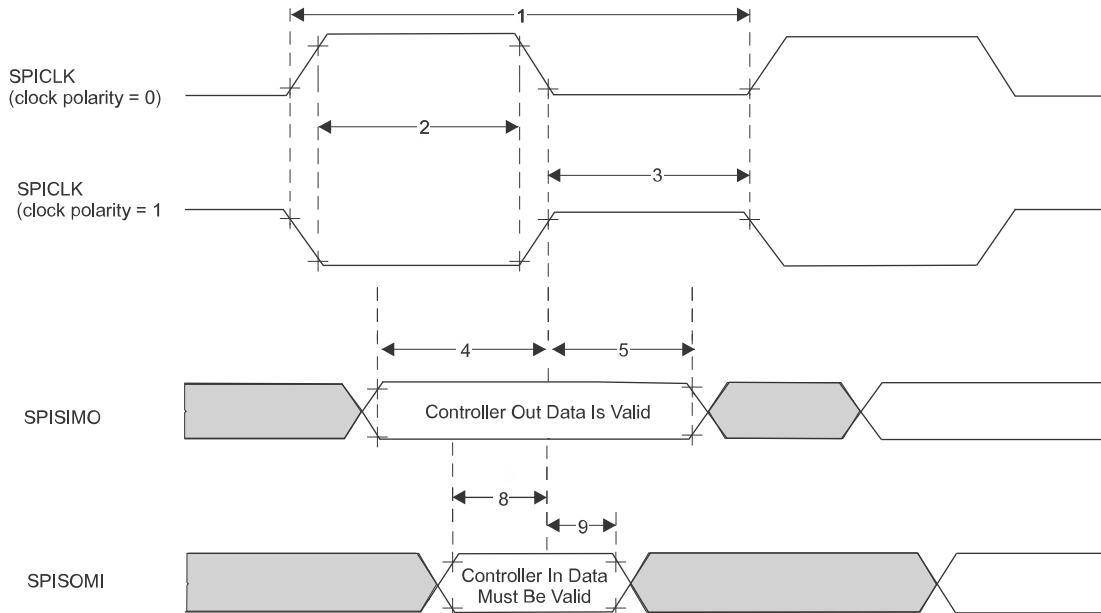 1
SPICLK
(clock polarity = 0)
2
3
SPICLK
(clock polarity = 1
4
5
SPISIMO
Controller Out Data Is Valid
8
9
SPISOMI
Controller In Data
Must Be Valid